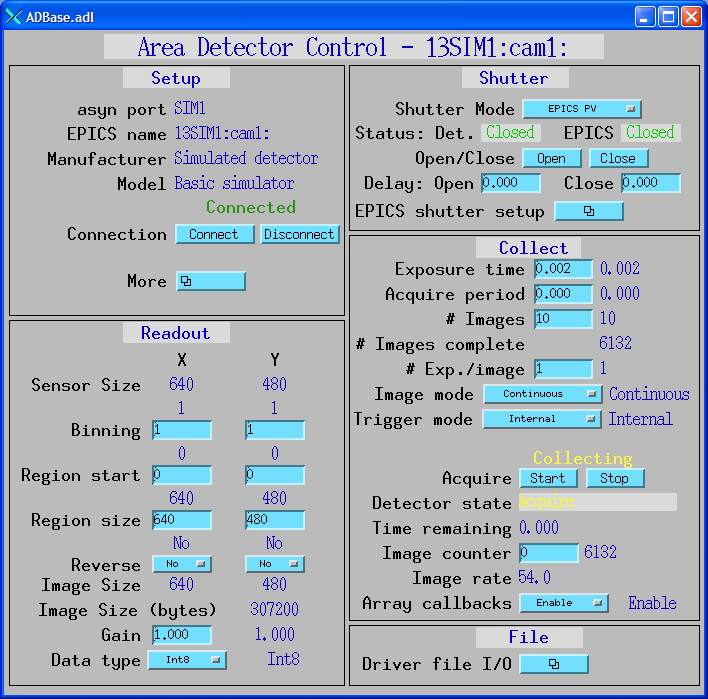 ADBase.adl
Area Detector Control - 13SIM1:cam1:
Setup
asyn port SIM1
EPICS name 13SIM1:cam1:
Manufacturer Simulated detector
Model Basic simulator
Connected
Connection Connect Disconnect
More
Readout
X Y
Sensor Size 640 480
1 1
Binning 1 1
0 0
Region start 0 0
640 480
Region size 640 480
No No
Reverse No No
Image Size 640 480
Image Size (bytes) 307200
Gain 1.000 1.000
Data type Int8 Int8
Shutter
Shutter Mode EPICS PV
Status: Det. Closed EPICS Closed
Open/Close Open Close
Delay: Open 0.000 Close 0.000
EPICS shutter setup
Collect
Exposure time 0.002 0.002
Acquire period 0.000 0.000
# Images 10 10
# Images complete 6132
# Exp./image 1 1
Image mode Continuous Continuous
Trigger mode Internal Internal
Collecting
Acquire Start Stop
Detector state Acquire
Time remaining 0.000
Image counter 0 6132
Image rate 54.0
Array callbacks Enable Enable
File
Driver file I/O